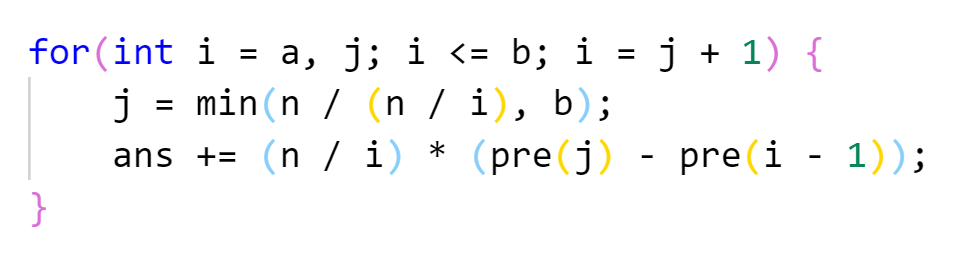 for(int i = a, j; i <= b; i = j + 1) {
    j = min(n / (n / i), b);
    ans += (n / i) * (pre(j) - pre(i - 1));
}